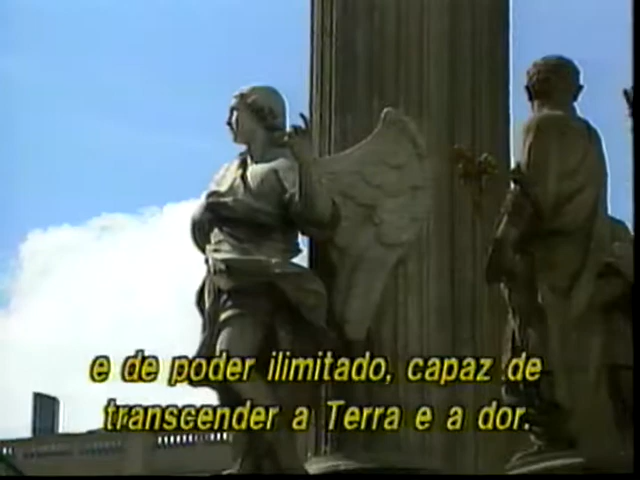 e de poder ilimitado, capaz de
transcender a Terra e a dor.